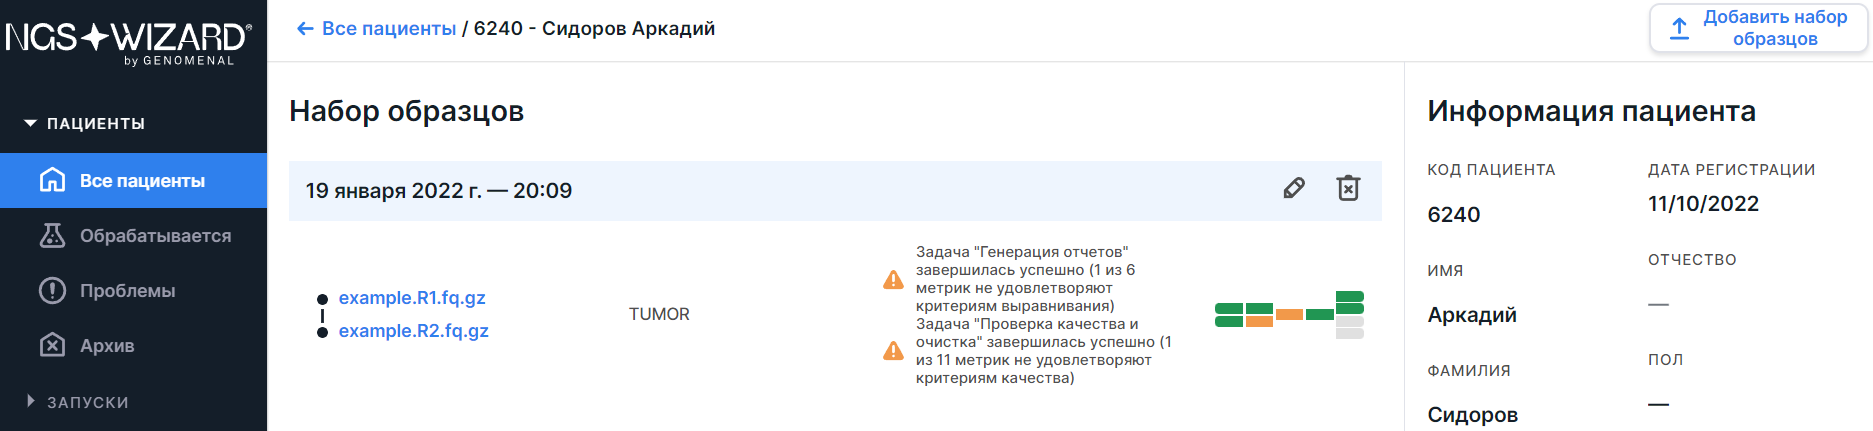 NGS WIZARD®
by GENOMENAL
ПАЦИЕНТЫ
Все пациенты
Обрабатывается
Проблемы
Архив
ЗАПУСКИ
← Все пациенты / 6240 - Сидоров Аркадий
Добавить набор
образцов
Набор образцов
19 января 2022 г. — 20:09
example.R1.fq.gz
example.R2.fq.gz
TUMOR
Задача "Генерация отчетов"
завершилась успешно (1 из 6
метрик не удовлетворяют
критериям выравнивания)
Задача "Проверка качества и
очистка" завершилась успешно (1
из 11 метрик не удовлетворяют
критериям качества)
Информация пациента
КОД ПАЦИЕНТА
6240
ДАТА РЕГИСТРАЦИИ
11/10/2022
ИМЯ
Аркадий
ОТЧЕСТВО
—
ФАМИЛИЯ
Сидоров
ПОЛ
—